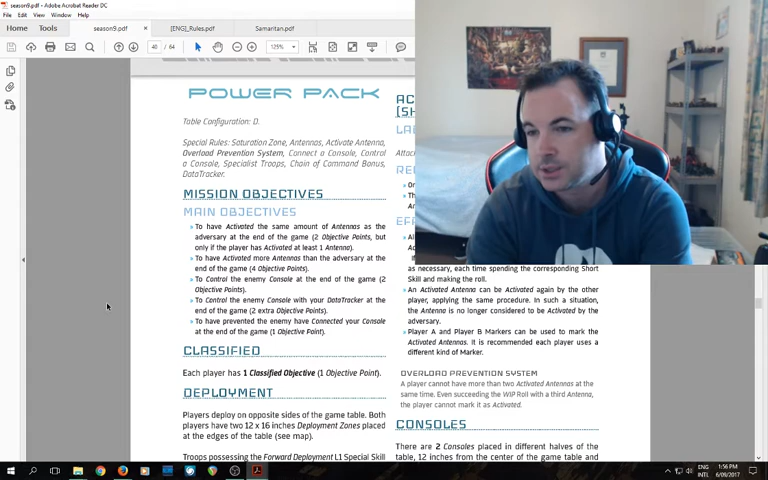 season9.pdf - Adobe Acrobat Reader DC
File Edit View Window Help
Home Tools season9.pdf [ENG]_Rules.pdf Samaritan.pdf
40 / 64 125%
POWER PACK
Table Configuration: D.
Special Rules: Saturation Zone, Antennas, Activate Antenna,
Overload Prevention System, Connect a Console, Control
a Console, Specialist Troops, Chain of Command Bonus,
DataTracker.
MISSION OBJECTIVES
MAIN OBJECTIVES
To have Activated the same amount of Antennas as the
adversary at the end of the game (2 Objective Points, but
only if the player has Activated at least 1 Antenna).
To have Activated more Antennas than the adversary at the
end of the game (4 Objective Points).
To Control the enemy Console at the end of the game (2
Objective Points).
To Control the enemy Console with your DataTracker at the
end of the game (2 extra Objective Points).
To have prevented the enemy have Connected your Console
at the end of the game (1 Objective Point).
CLASSIFIED
Each player has 1 Classified Objective (1 Objective Point).
DEPLOYMENT
Players deploy on opposite sides of the game table. Both
players have two 12 x 16 inches Deployment Zones placed
at the edges of the table (see map).
Troops possessing the Forward Deployment L1 Special Skill
AC
(SH
LA
Attac
RE
On
Th
An
EF
Al
as necessary, each time spending the corresponding Short
Skill and making the roll.
An Activated Antenna can be Activated again by the other
player, applying the same procedure. In such a situation,
the Antenna is no longer considered to be Activated by the
adversary.
Player A and Player B Markers can be used to mark the
Activated Antennas. It is recommended each player uses a
different kind of Marker.
OVERLOAD PREVENTION SYSTEM
A player cannot have more than two Activated Antennas at the
same time. Even succeeding the WIP Roll with a third Antenna,
the player cannot mark it as Activated.
CONSOLES
There are 2 Consoles placed in different halves of the
table, 12 inches from the center of the game table and
ENG 1:56 PM
INTL 6/09/2017